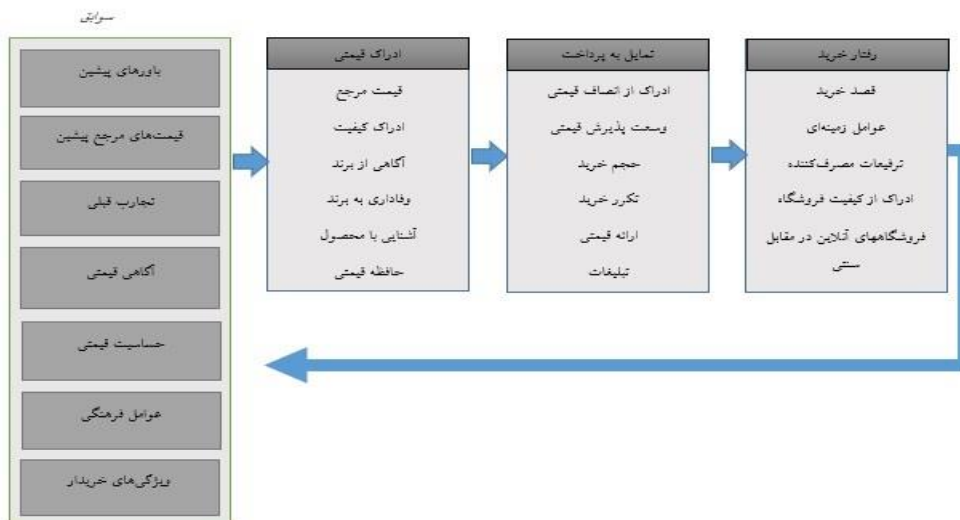 سوابق
باورهای پیشین
قیمت‌های مرجع پیشین
تجارب قبلی
آگاهی قیمتی
حساسیت قیمتی
عوامل فرهنگی
ویژگی‌های خریدار
ادراک قیمتی
قیمت مرجع
ادراک کیفیت
آگاهی از برند
وفاداری به برند
آشنایی با محصول
حافظه قیمتی
تمایل به پرداخت
ادراک از انصاف قیمتی
وسعت پذیرش قیمتی
حجم خرید
تکرر خرید
ارائه قیمتی
تبلیغات
رفتار خرید
قصد خرید
عوامل زمینه‌ای
ترفیعات مصرف‌کننده
ادراک از کیفیت فروشگاه
فروشگاههای آنلاین در مقابل
سنتی